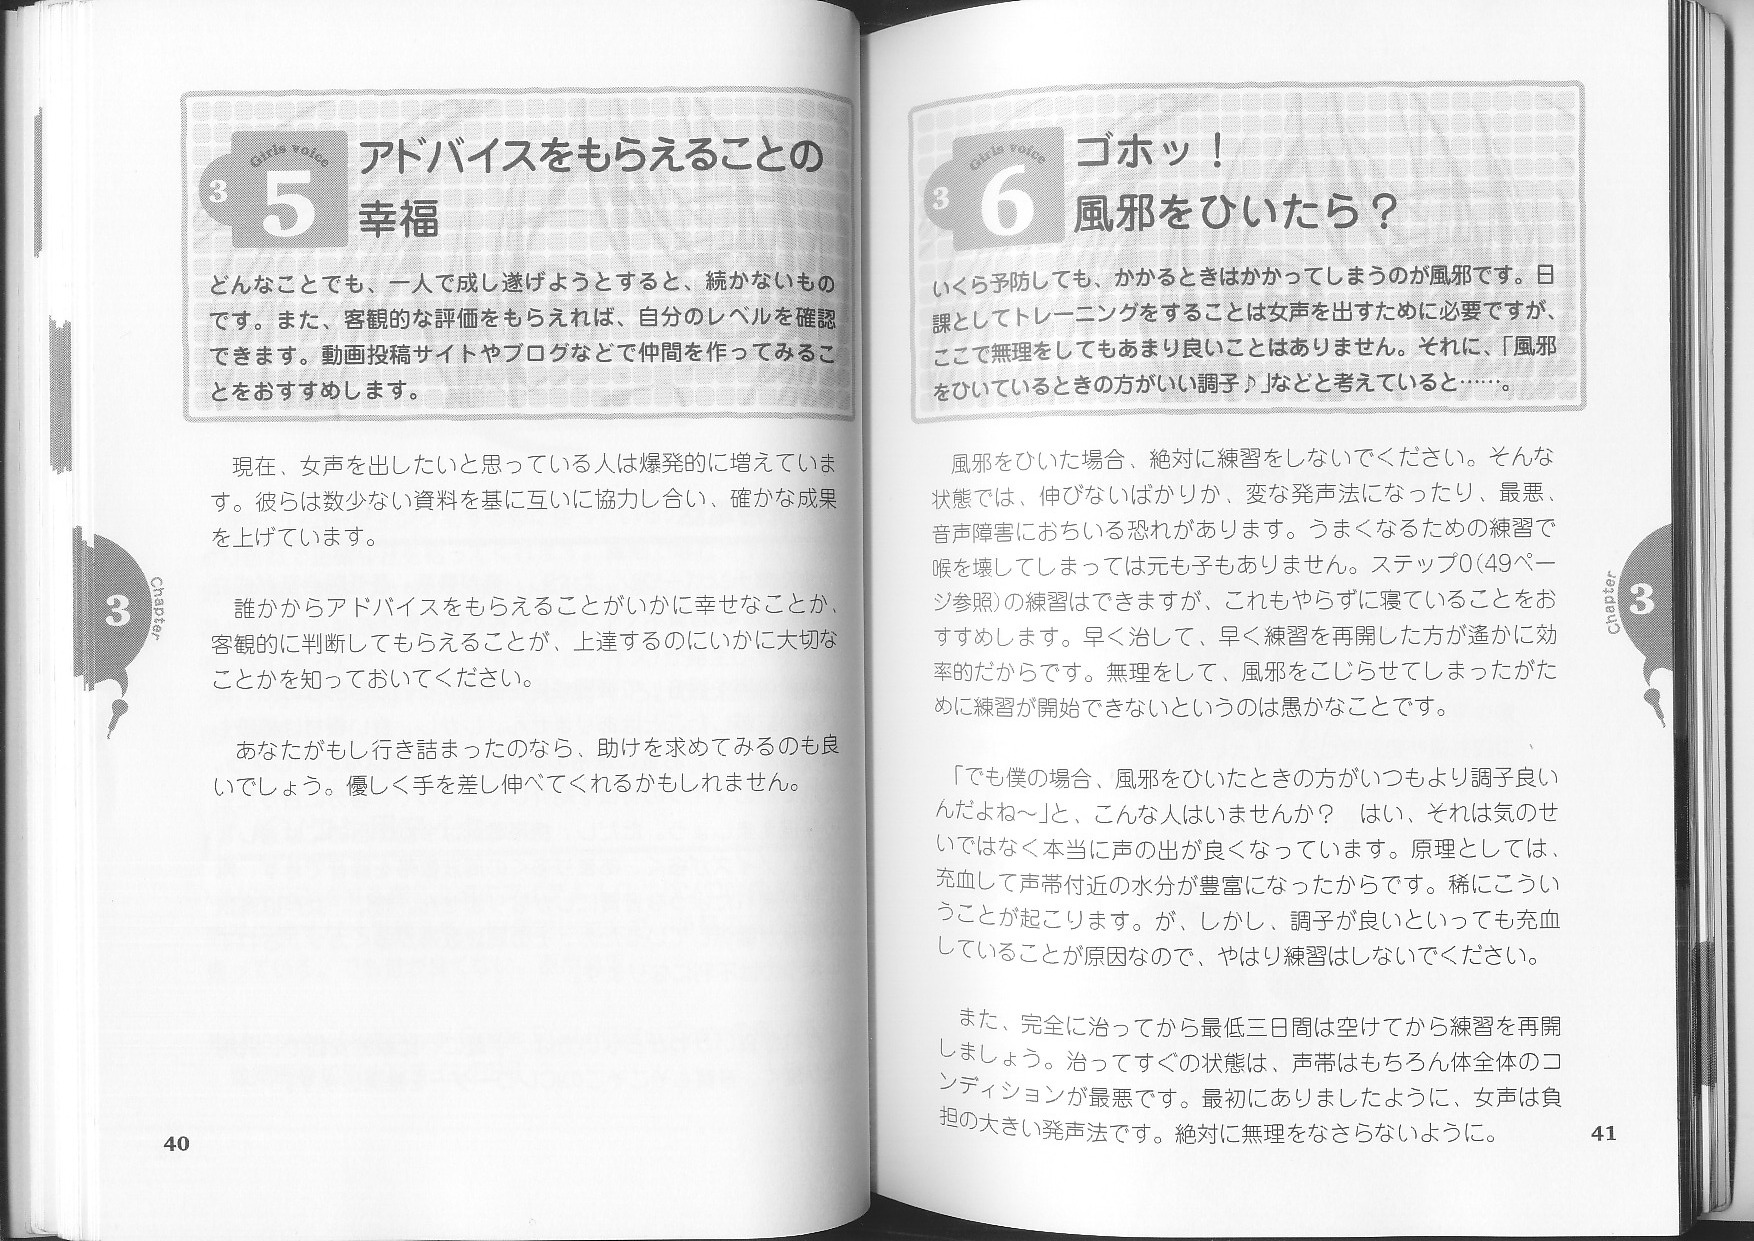 Girls voice
3
5
アドバイスをもらえることの
幸福
どんなことでも、一人で成し遂げようとすると、続かないもの
です。また、客観的な評価をもらえれば、自分のレベルを確認
できます。動画投稿サイトやブログなどで仲間を作ってみるこ
とをおすすめします。
現在、女声を出したいと思っている人は爆発的に増えていま
す。彼らは数少ない資料を基に互いに協力し合い、確かな成果
を上げています。
誰かからアドバイスをもらえることがいかに幸せなことか、
客観的に判断してもらえることが、上達するのにいかに大切な
ことかを知っておいてください。
あなたがもし行き詰まったのなら、助けを求めてみるのも良
いでしょう。優しく手を差し伸べてくれるかもしれません。
3
Chapter
40
Girls voice
3
6
ゴホッ！
風邪をひいたら？
いくら予防しても、かかるときはかかってしまうのが風邪です。日
課としてトレーニングをすることは女声を出すために必要ですが、
ここで無理をしてもあまり良いことはありません。それに、「風邪
をひいているときの方がいい調子♪」などと考えていると……。
風邪をひいた場合、絶対に練習をしないでください。そんな
状態では、伸びないばかりか、変な発声法になったり、最悪、
音声障害におちいる恐れがあります。うまくなるための練習で
喉を壊してしまっては元も子もありません。ステップ0(49ペー
ジ参照)の練習はできますが、これもやらずに寝ていることをお
すすめします。早く治して、早く練習を再開した方が遙かに効
率的だからです。無理をして、風邪をこじらせてしまったがた
めに練習が開始できないというのは愚かなことです。
「でも僕の場合、風邪をひいたときの方がいつもより調子良い
んだよね〜」と、こんな人はいませんか？　はい、それは気のせ
いではなく本当に声の出が良くなっています。原理としては、
充血して声帯付近の水分が豊富になったからです。稀にこうい
うことが起こります。が、しかし、調子が良いといっても充血
していることが原因なので、やはり練習はしないでください。
また、完全に治ってから最低三日間は空けてから練習を再開
しましょう。治ってすぐの状態は、声帯はもちろん体全体のコ
ンディションが最悪です。最初にありましたように、女声は負
担の大きい発声法です。絶対に無理をなさらないように。
Chapter
3
41